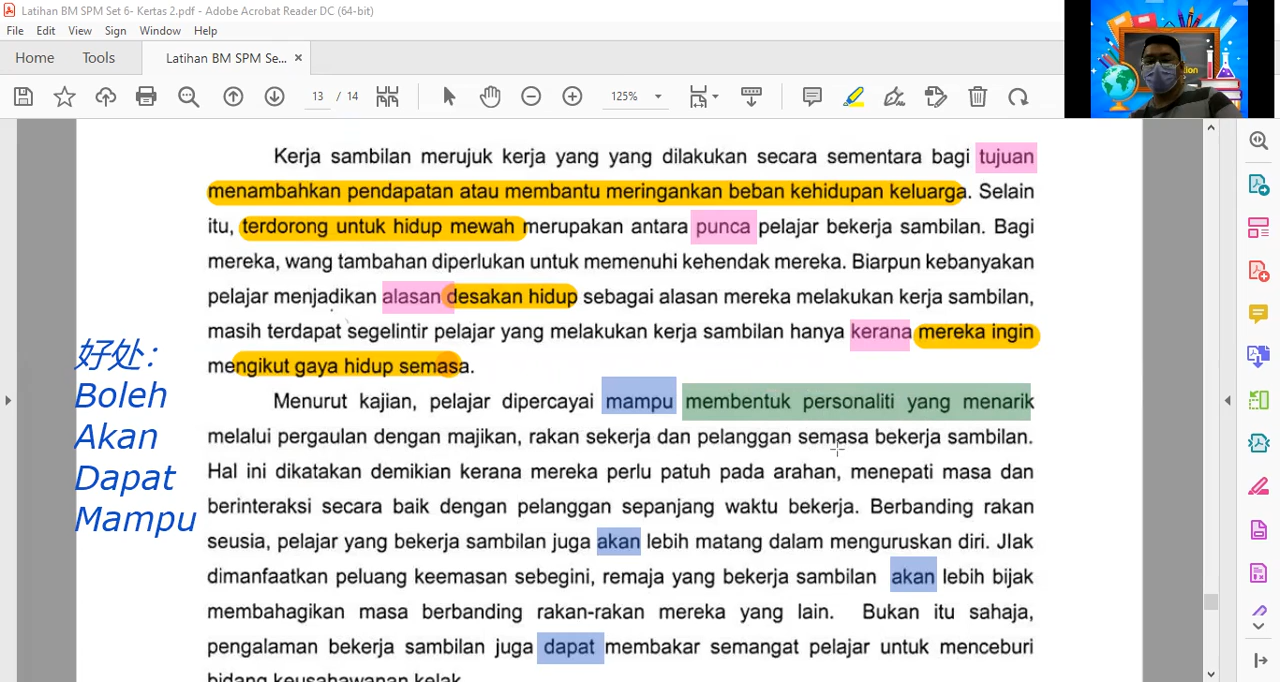 Latihan BM SPM Set 6- Kertas 2.pdf - Adobe Acrobat Reader DC (64-bit)
File Edit View Sign Window Help
Home Tools Latihan BM SPM Se... ×
13 / 14 125%
Kerja sambilan merujuk kerja yang yang dilakukan secara sementara bagi tujuan
menambahkan pendapatan atau membantu meringankan beban kehidupan keluarga. Selain
itu, terdorong untuk hidup mewah merupakan antara punca pelajar bekerja sambilan. Bagi
mereka, wang tambahan diperlukan untuk memenuhi kehendak mereka. Biarpun kebanyakan
pelajar menjadikan alasan desakan hidup sebagai alasan mereka melakukan kerja sambilan,
masih terdapat segelintir pelajar yang melakukan kerja sambilan hanya kerana mereka ingin
mengikut gaya hidup semasa.
好处:
Boleh
Akan
Dapat
Mampu
Menurut kajian, pelajar dipercayai mampu membentuk personaliti yang menarik
melalui pergaulan dengan majikan, rakan sekerja dan pelanggan semasa bekerja sambilan.
Hal ini dikatakan demikian kerana mereka perlu patuh pada arahan, menepati masa dan
berinteraksi secara baik dengan pelanggan sepanjang waktu bekerja. Berbanding rakan
seusia, pelajar yang bekerja sambilan juga akan lebih matang dalam menguruskan diri. JIak
dimanfaatkan peluang keemasan sebegini, remaja yang bekerja sambilan akan lebih bijak
membahagikan masa berbanding rakan-rakan mereka yang lain. Bukan itu sahaja,
pengalaman bekerja sambilan juga dapat membakar semangat pelajar untuk menceburi
bidang keusahawanan kelak.